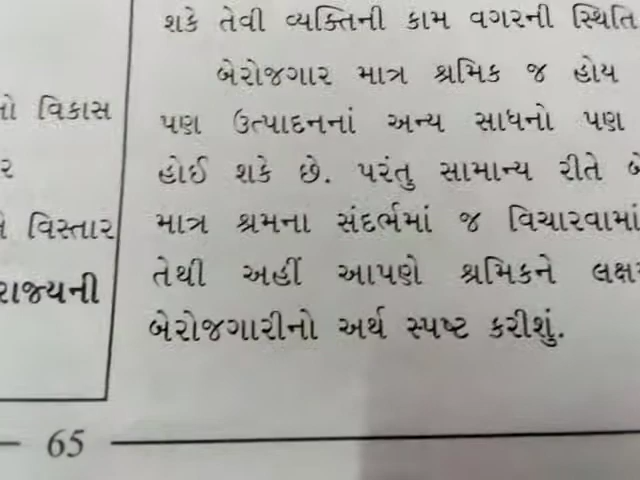 નો વિકાસ
ર
વિસ્તાર
રાજ્યની
શકે તેવી વ્યક્તિની કામ વગરની સ્થિતિ
બેરોજગાર માત્ર શ્રમિક જ હોય
પણ ઉત્પાદનનાં અન્ય સાધનો પણ
હોઈ શકે છે. પરંતુ સામાન્ય રીતે
માત્ર શ્રમના સંદર્ભમાં જ વિચારવામાં
તેથી અહીં આપણે શ્રમિકને
બેરોજગારીનો અર્થ સ્પષ્ટ કરીશું.
65